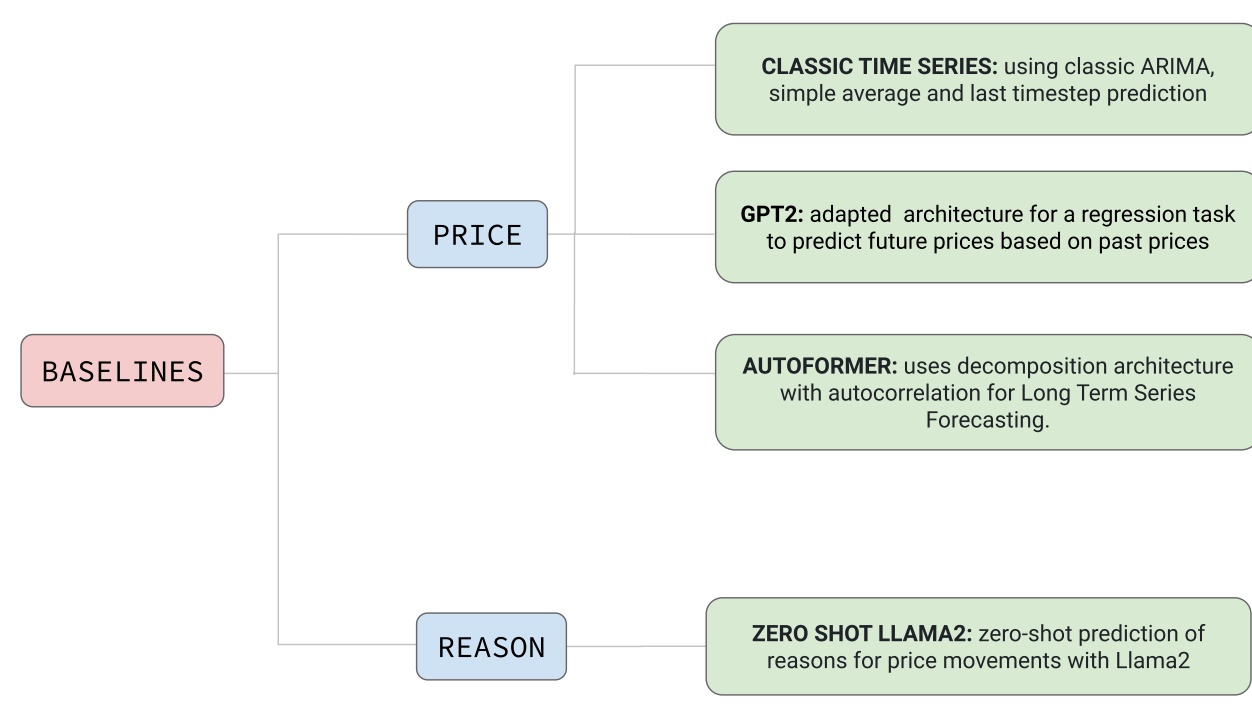 CLASSIC TIME SERIES: using classic ARIMA,
simple average and last timestep prediction
GPT2: adapted  architecture for a regression task
to predict future prices based on past prices
PRICE
BASELINES
AUTOFORMER: uses decomposition architecture
with autocorrelation for Long Term Series
Forecasting.
REASON
ZERO SHOT LLAMA2: zero-shot prediction of
reasons for price movements with Llama2